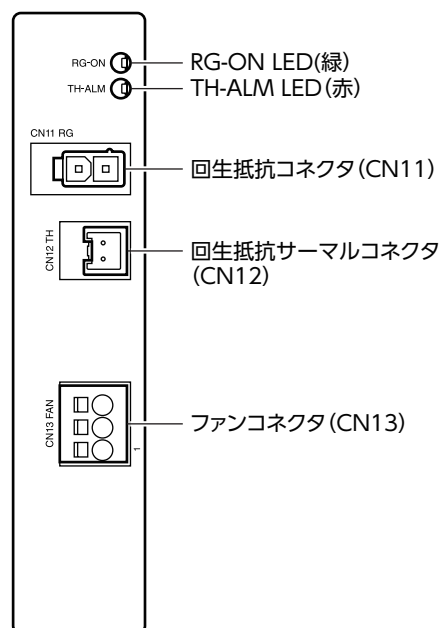 RG-ON
RG-ON LED(緑)
TH-ALM
TH-ALM LED(赤)
CN11 RG
回生抵抗コネクタ(CN11)
CN12 TH
回生抵抗サーマルコネクタ
(CN12)
CN13 FAN
ファンコネクタ(CN13)
1